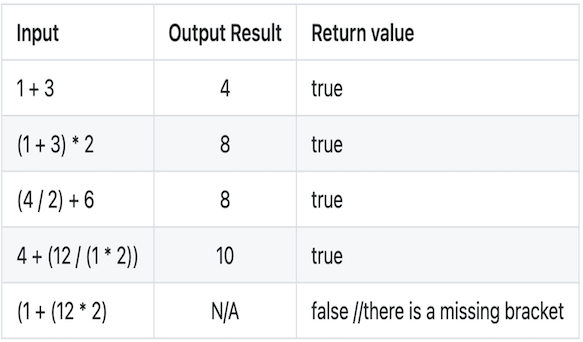 Input Output Result Return value
1 + 3 4 true
(1 + 3) * 2 8 true
(4 / 2) + 6 8 true
4 + (12 / (1 * 2)) 10 true
(1 + (12 * 2) N/A false //there is a missing bracket